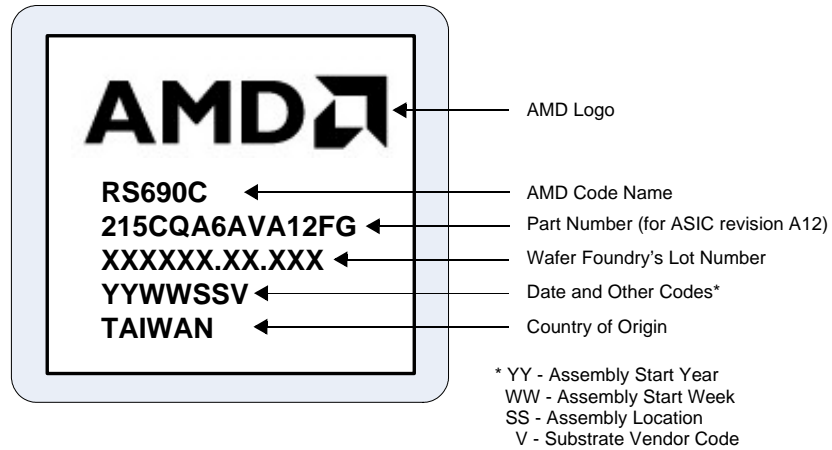 AMD
AMD Logo
RS690C
AMD Code Name
215CQA6AVA12FG
Part Number (for ASIC revision A12)
XXXXXX.XX.XXX
Wafer Foundry's Lot Number
YYWWSSV
Date and Other Codes*
TAIWAN
Country of Origin
* YY - Assembly Start Year
WW - Assembly Start Week
SS - Assembly Location
V - Substrate Vendor Code